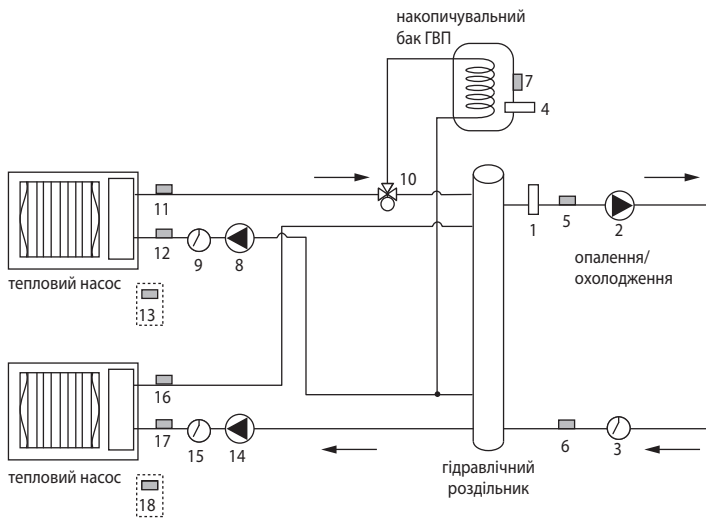 накопичувальний
бак ГВП
7
4
10
11
1
5
2
12
9
8
опалення/
охолодження
тепловий насос
13
16
17
15
14
6
3
гідравлічний
роздільник
тепловий насос
18